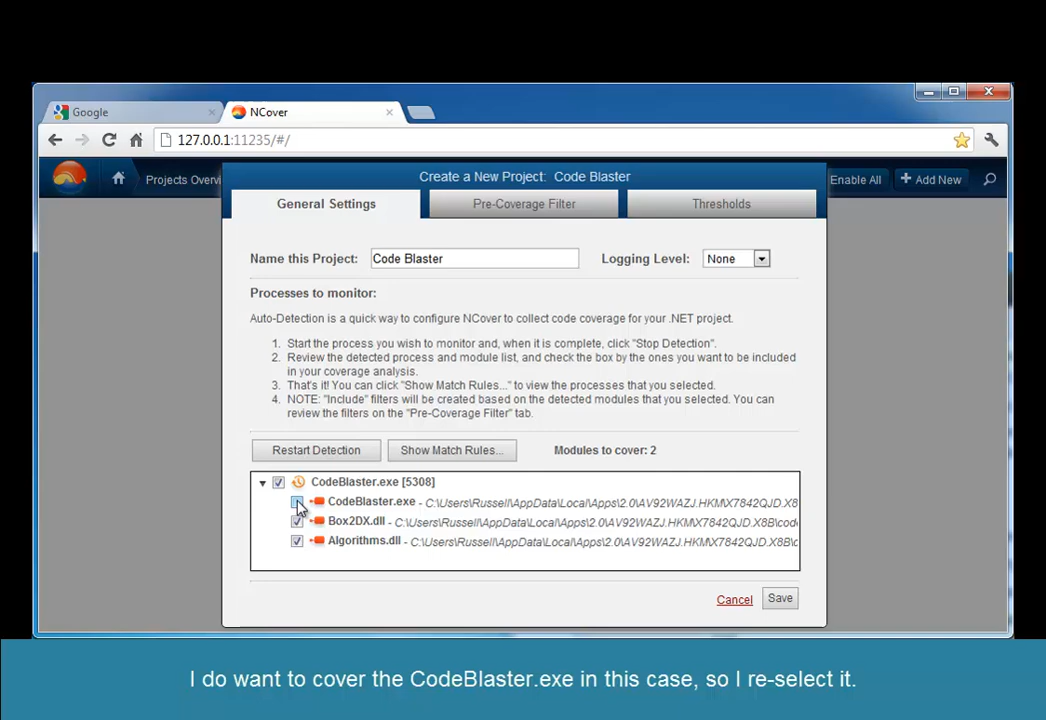 Google
NCover
127.0.0.1:11235/#/
Projects Overvi
Enable All
Add New
Create a New Project: Code Blaster
General Settings
Pre-Coverage Filter
Thresholds
Name this Project:
Code Blaster
Logging Level:
None
Processes to monitor:
Auto-Detection is a quick way to configure NCover to collect code coverage for your .NET project.
1. Start the process you wish to monitor and, when it is complete, click "Stop Detection".
2. Review the detected process and module list, and check the box by the ones you want to be included
in your coverage analysis.
3. That's it! You can click "Show Match Rules..." to view the processes that you selected.
4. NOTE: "Include" filters will be created based on the detected modules that you selected. You can
review the filters on the "Pre-Coverage Filter" tab.
Restart Detection
Show Match Rules...
Modules to cover: 2
CodeBlaster.exe [5308]
CodeBlaster.exe - C:\Users\Russell\AppData\Local\Apps\2.0\AV92WAZJ.HKM\X7842QJD.X8
Box2DX.dll - C:\Users\Russell\AppData\Local\Apps\2.0\AV92WAZJ.HKM\X7842QJD.X8B\code
Algorithms.dll - C:\Users\Russell\AppData\Local\Apps\2.0\AV92WAZJ.HKM\X7842QJD.X8B\c
Cancel
Save
I do want to cover the CodeBlaster.exe in this case, so I re-select it.